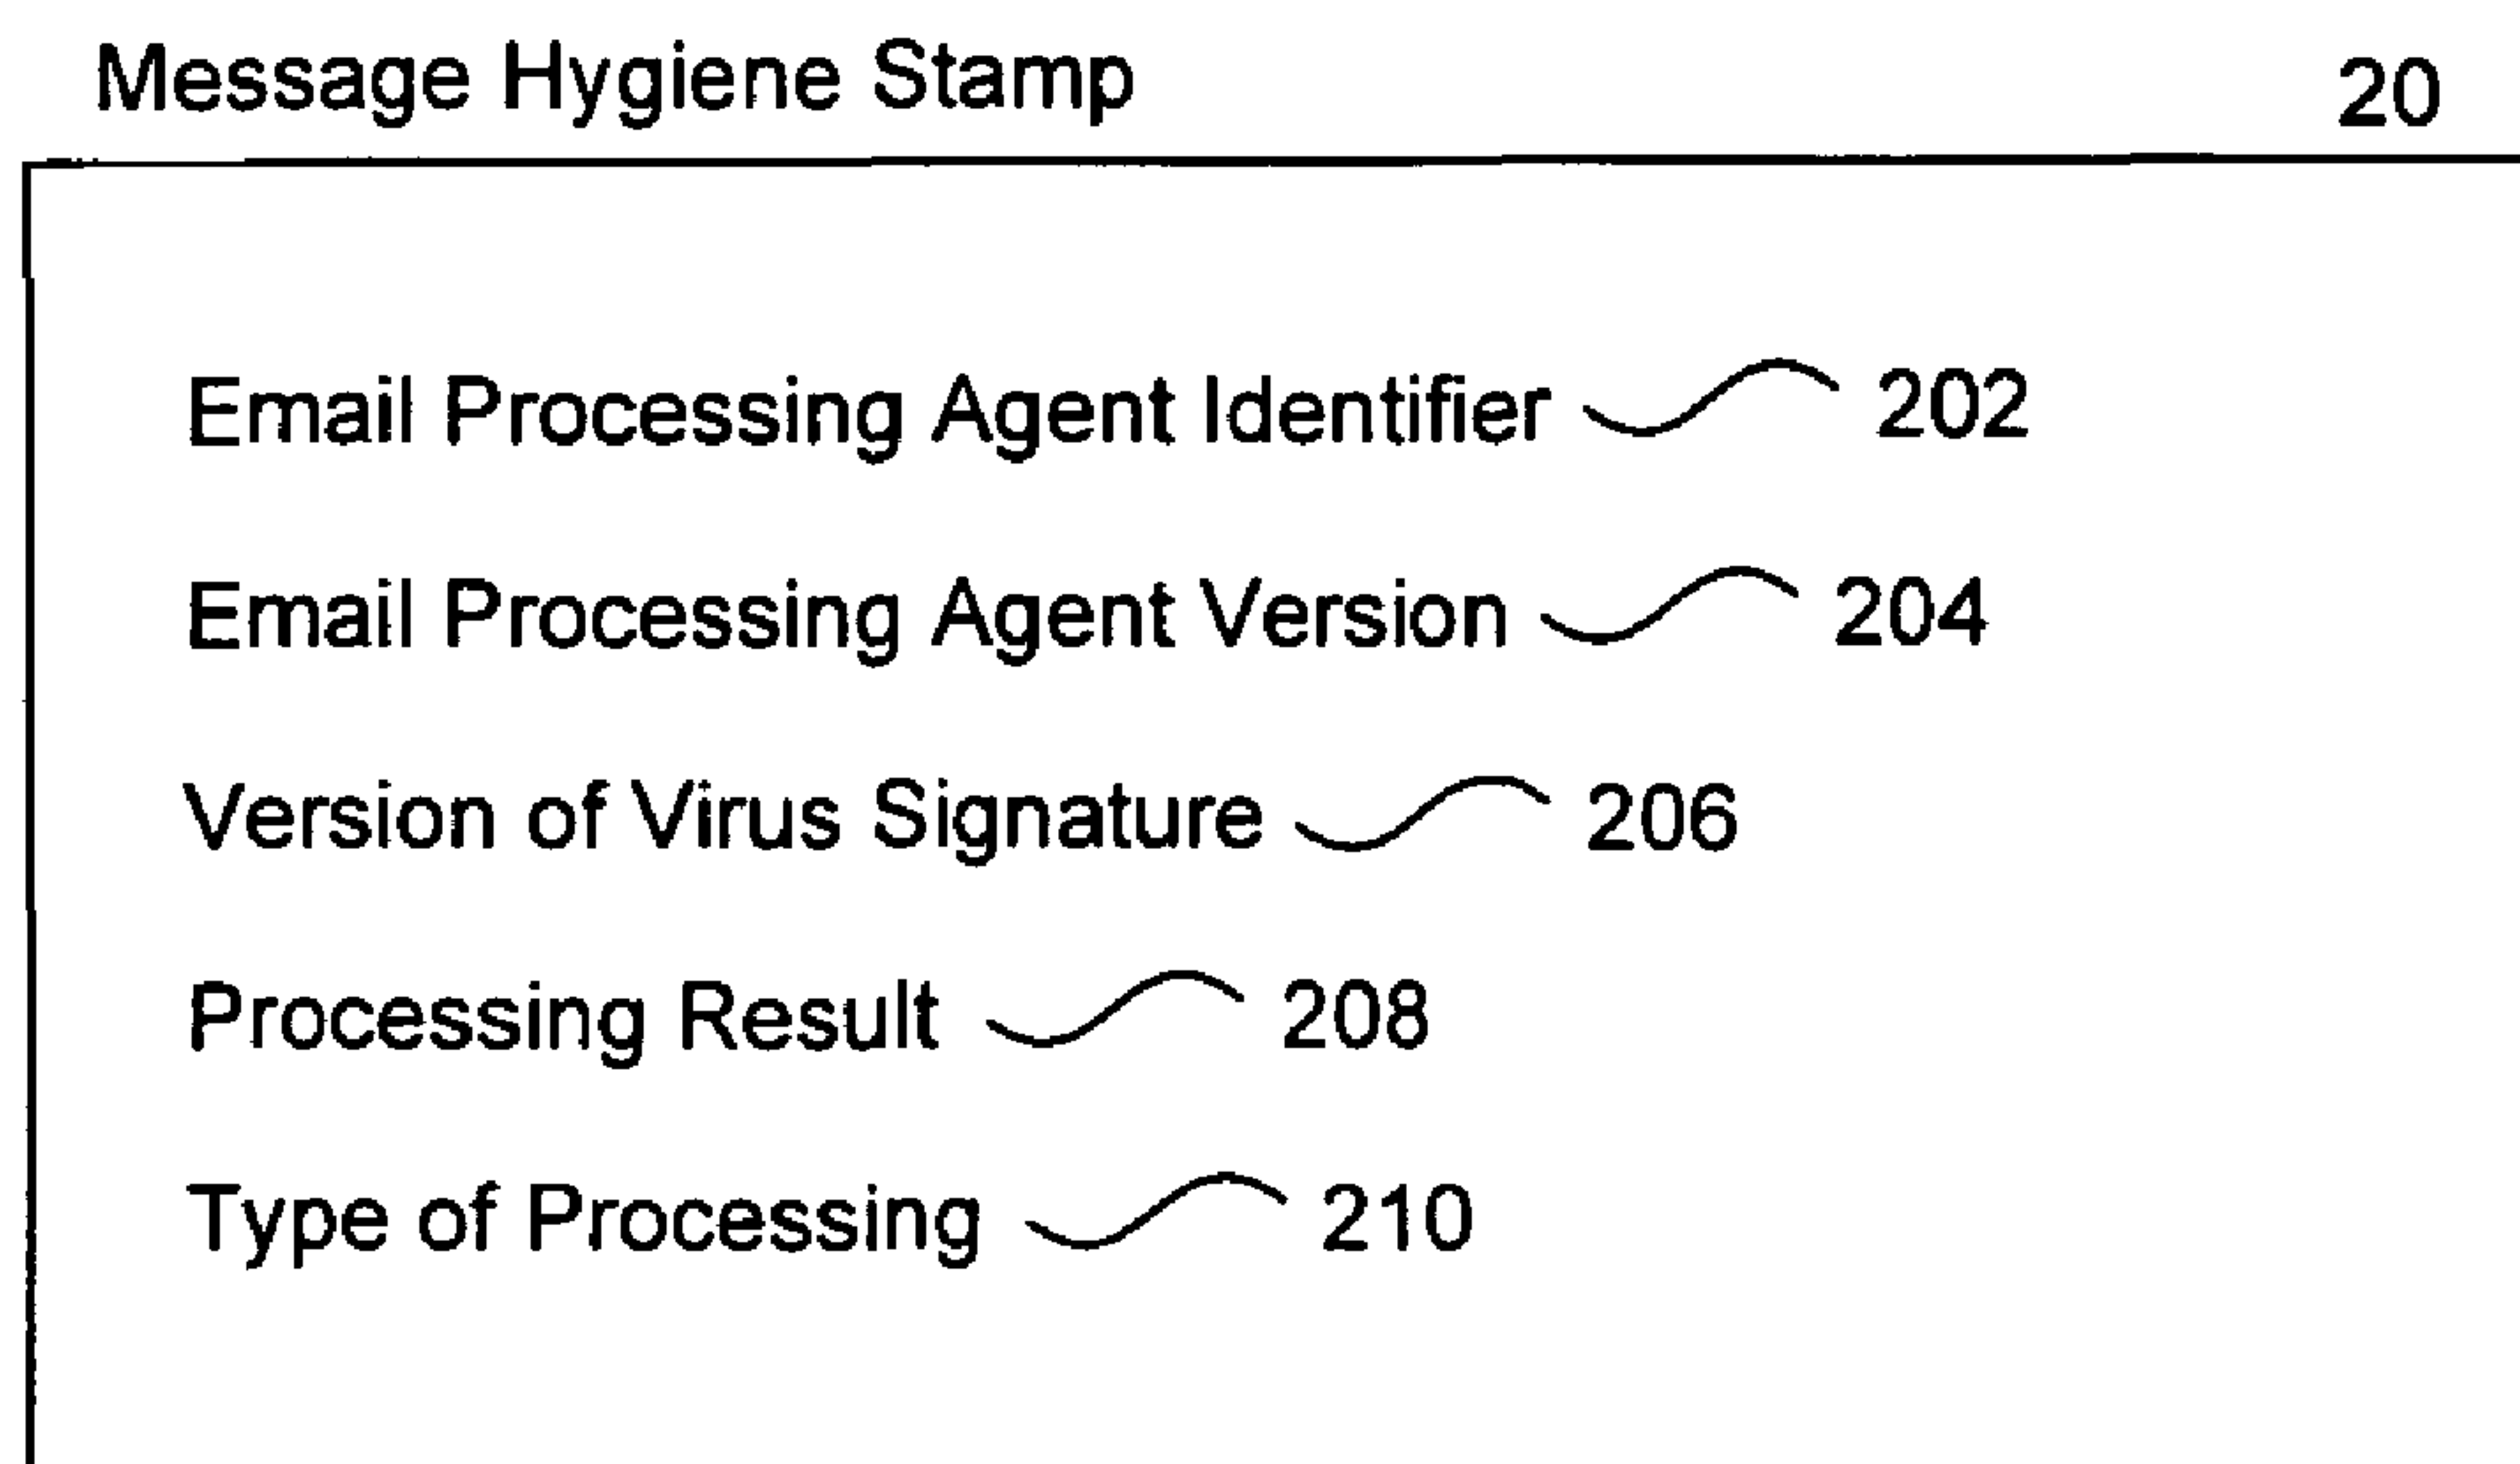 Message Hygiene Stamp 20
Email Processing Agent Identifier 202
Email Processing Agent Version 204
Version of Virus Signature 206
Processing Result 208
Type of Processing 210